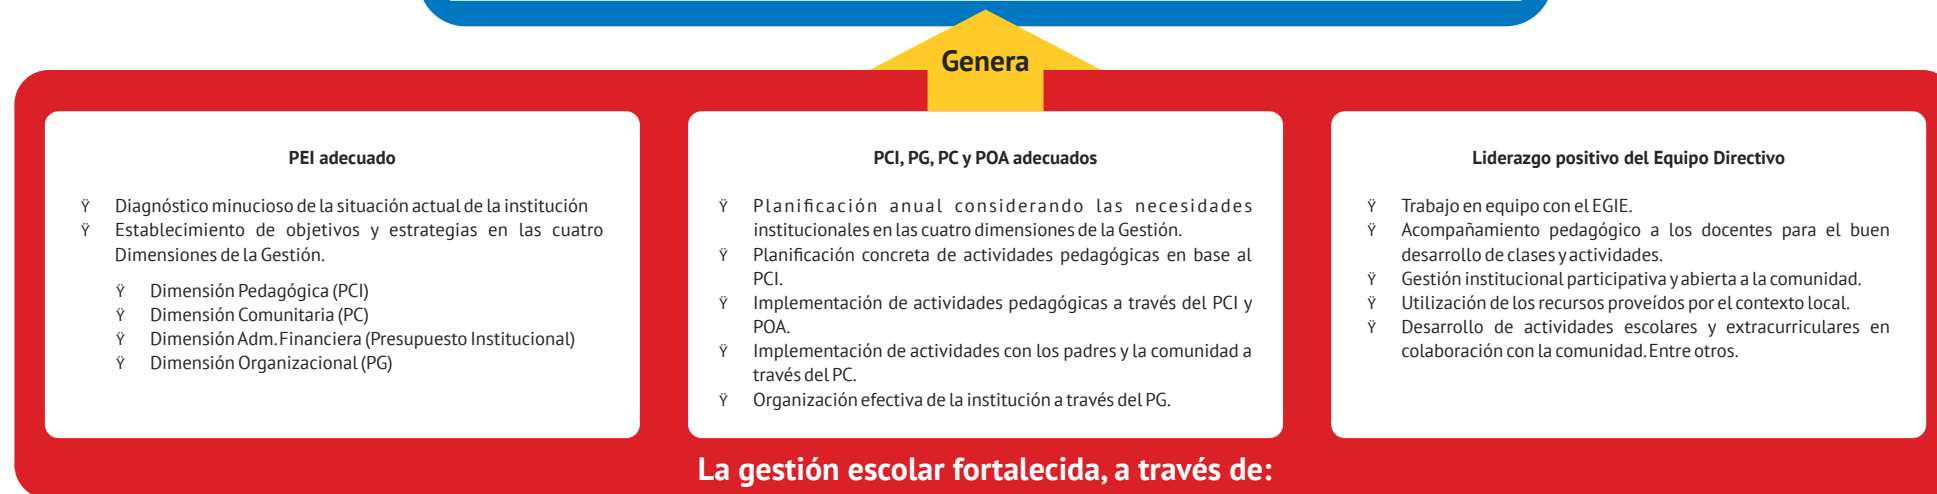 Genera
PEI adecuado
Ÿ Diagnóstico minucioso de la situación actual de la institución
Ÿ Establecimiento de objetivos y estrategias en las cuatro
Dimensiones de la Gestión.
Ÿ Dimensión Pedagógica (PCI)
Ÿ Dimensión Comunitaria (PC)
Ÿ Dimensión Adm. Financiera (Presupuesto Institucional)
Ÿ Dimensión Organizacional (PG)
PCI, PG, PC y POA adecuados
Ÿ Planificación anual considerando las necesidades
institucionales en las cuatro dimensiones de la Gestión.
Ÿ Planificación concreta de actividades pedagógicas en base al
PCI.
Ÿ Implementación de actividades pedagógicas a través del PCI y
POA.
Ÿ Implementación de actividades con los padres y la comunidad a
través del PC.
Ÿ Organización efectiva de la institución a través del PG.
Liderazgo positivo del Equipo Directivo
Ÿ Trabajo en equipo con el EGIE.
Ÿ Acompañamiento pedagógico a los docentes para el buen
desarrollo de clases y actividades.
Ÿ Gestión institucional participativa y abierta a la comunidad.
Ÿ Utilización de los recursos proveídos por el contexto local.
Ÿ Desarrollo de actividades escolares y extracurriculares en
colaboración con la comunidad. Entre otros.
La gestión escolar fortalecida, a través de: